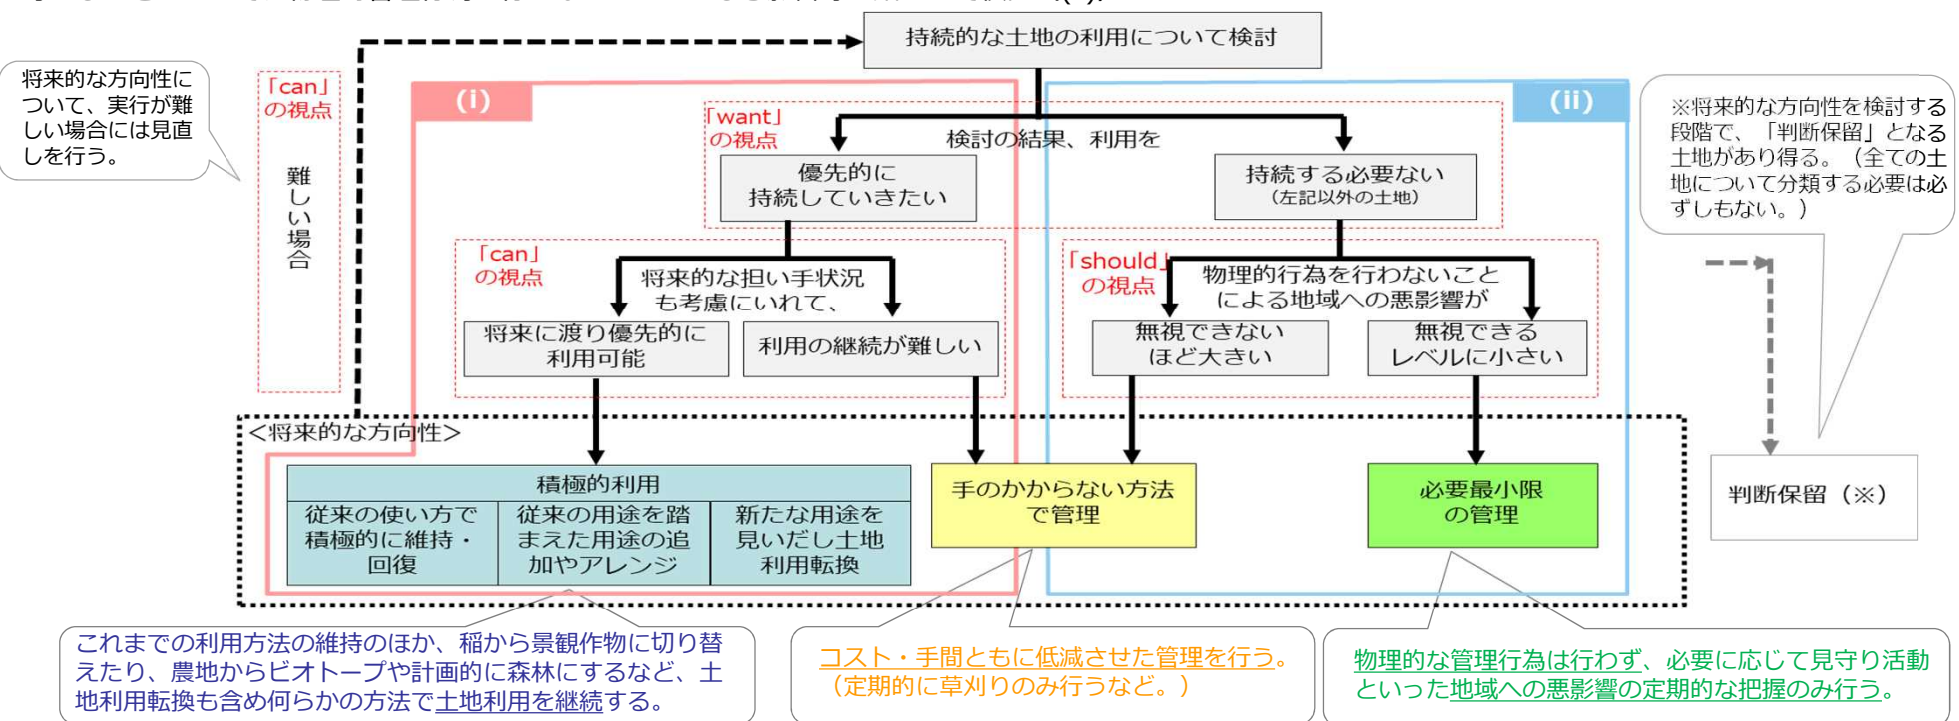 持続的な土地の利用について検討
将来的な方向性に
ついて、実行が難
しい場合には見直
しを行う。
「can」
の視点
難しい場合
(i)
(ii)
「want」
の視点
検討の結果、利用を
優先的に
持続していきたい
持続する必要ない
(左記以外の土地)
※将来的な方向性を検討する
段階で、「判断保留」となる
土地があり得る。（全ての土
地について分類する必要は必
ずしもない。）
「can」
の視点
将来的な担い手状況
も考慮にいれて、
「should」
の視点
物理的行為を行わないこと
による地域への悪影響が
将来に渡り優先的に
利用可能
利用の継続が難しい
無視できない
ほど大きい
無視できる
レベルに小さい
＜将来的な方向性＞
積極的利用
従来の使い方で
積極的に維持・
回復
従来の用途を踏
まえた用途の追
加やアレンジ
新たな用途を
見いだし土地
利用転換
手のかからない方法
で管理
必要最小限
の管理
判断保留（※）
これまでの利用方法の維持のほか、稲から景観作物に切り替
えたり、農地からビオトープや計画的に森林にするなど、土
地利用転換も含め何らかの方法で土地利用を継続する。
コスト・手間ともに低減させた管理を行う。
（定期的に草刈りのみ行うなど。）
物理的な管理行為は行わず、必要に応じて見守り活動
といった地域への悪影響の定期的な把握のみ行う。